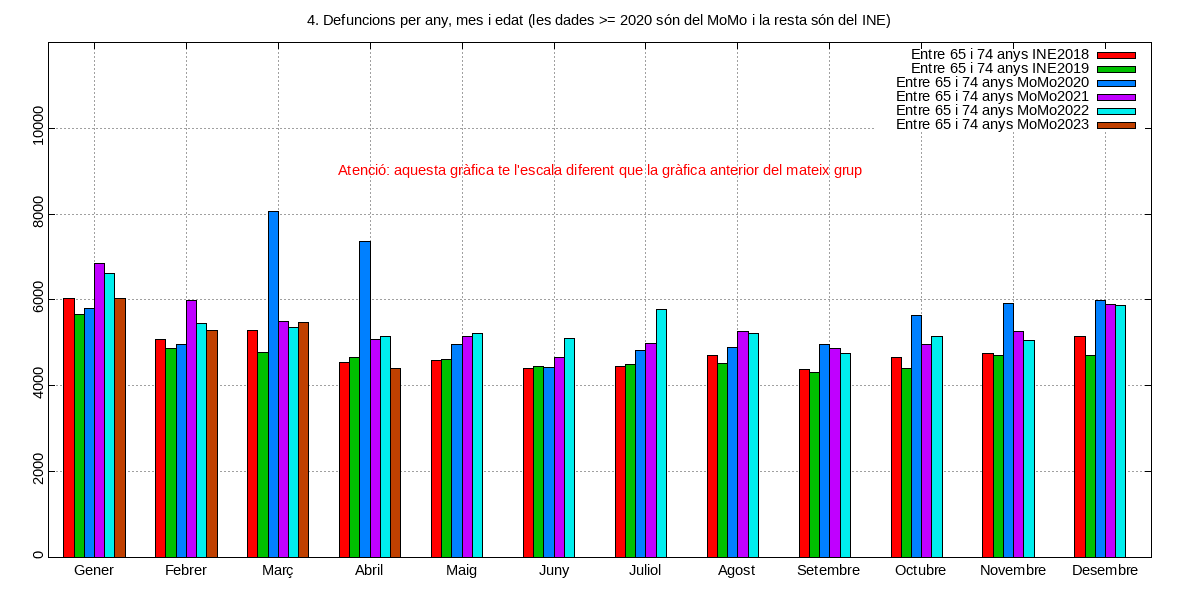 4. Defuncions per any, mes i edat (les dades >= 2020 són del MoMo i la resta són del INE)
Entre 65 i 74 anys INE2018
Entre 65 i 74 anys INE2019
Entre 65 i 74 anys MoMo2020
Entre 65 i 74 anys MoMo2021
Entre 65 i 74 anys MoMo2022
Entre 65 i 74 anys MoMo2023
Atenció: aquesta gràfica te l'escala diferent que la gràfica anterior del mateix grup
10000
8000
6000
4000
2000
0
Gener Febrer Març Abril Maig Juny Juliol Agost Setembre Octubre Novembre Desembre